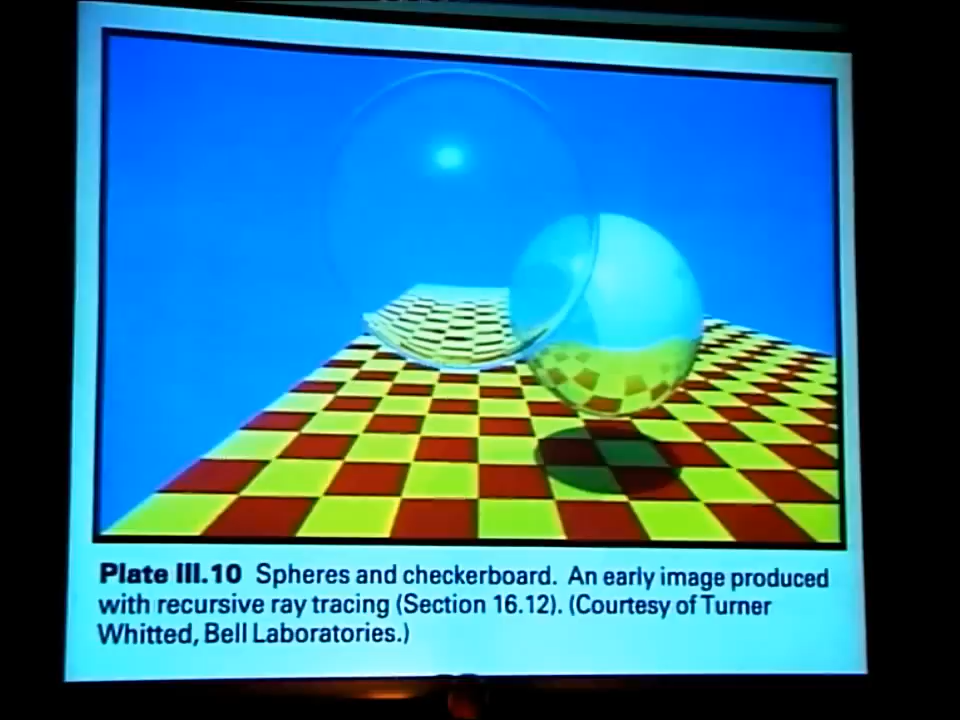 Plate III.10 Spheres and checkerboard. An early image produced
with recursive ray tracing (Section 16.12). (Courtesy of Turner
Whitted, Bell Laboratories.)